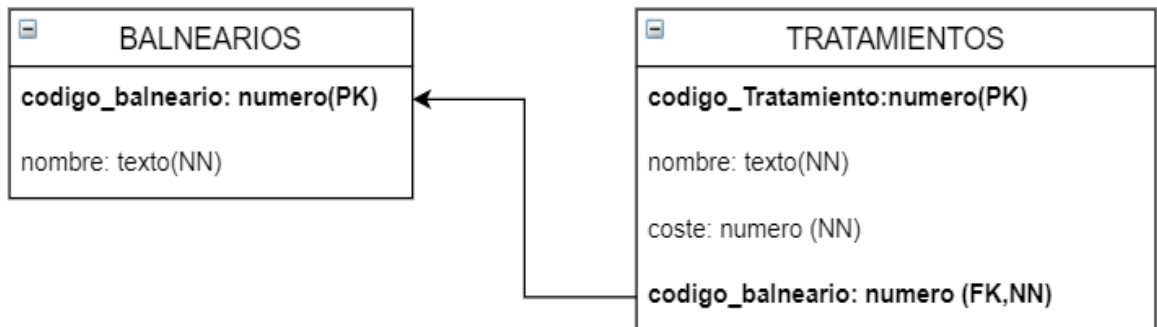 BALNEARIOS
codigo_balneario: numero(PK)
nombre: texto(NN)
TRATAMIENTOS
codigo_Tratamiento:numero(PK)
nombre: texto(NN)
coste: numero (NN)
codigo_balneario: numero (FK,NN)